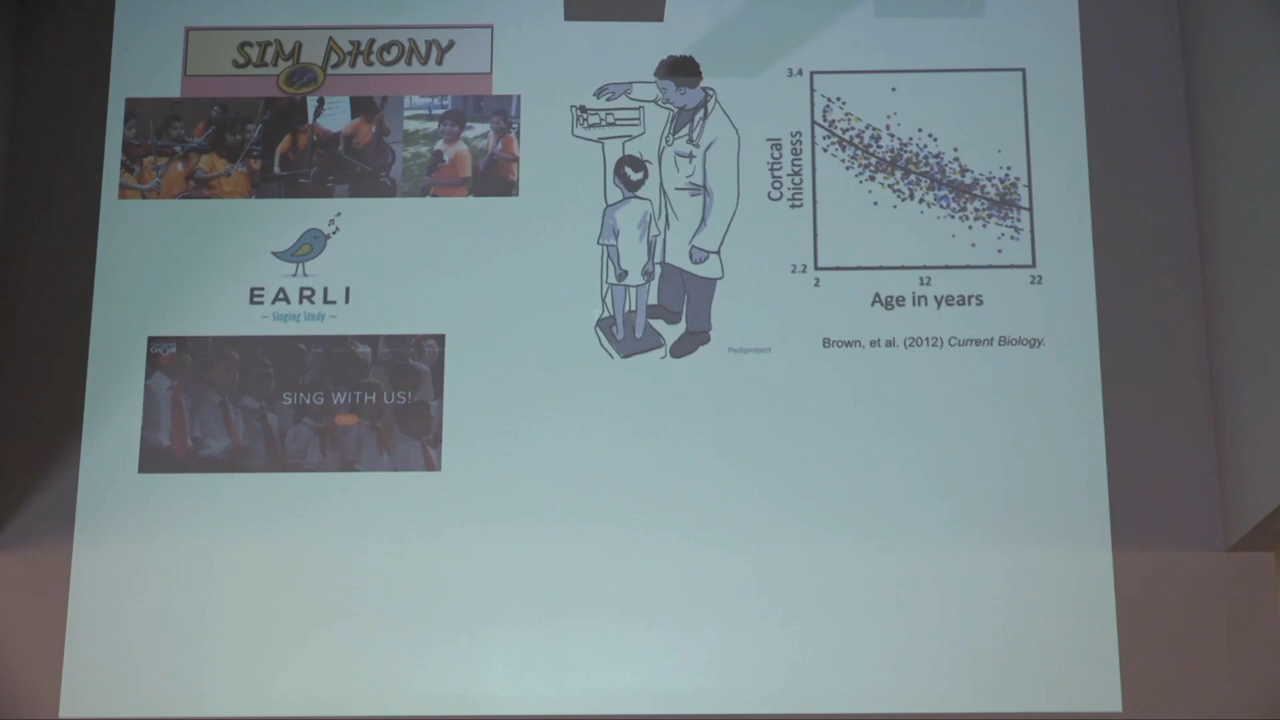 SIMPHONY
EARLI
— Singing Study —
SING WITH US!
Pediproject
3.4
Cortical
thickness
2.2
2
12
22
Age in years
Brown, et al. (2012) Current Biology.